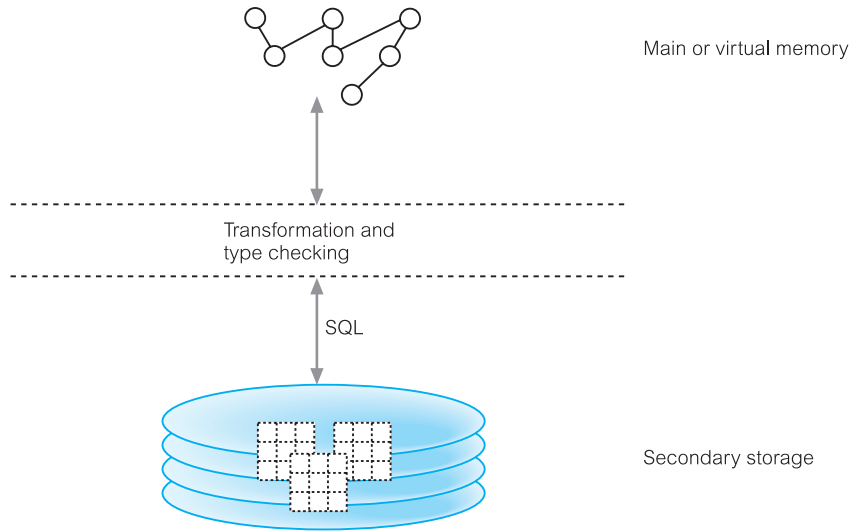 Main or virtual memory
Transformation and
type checking
SQL
Secondary storage